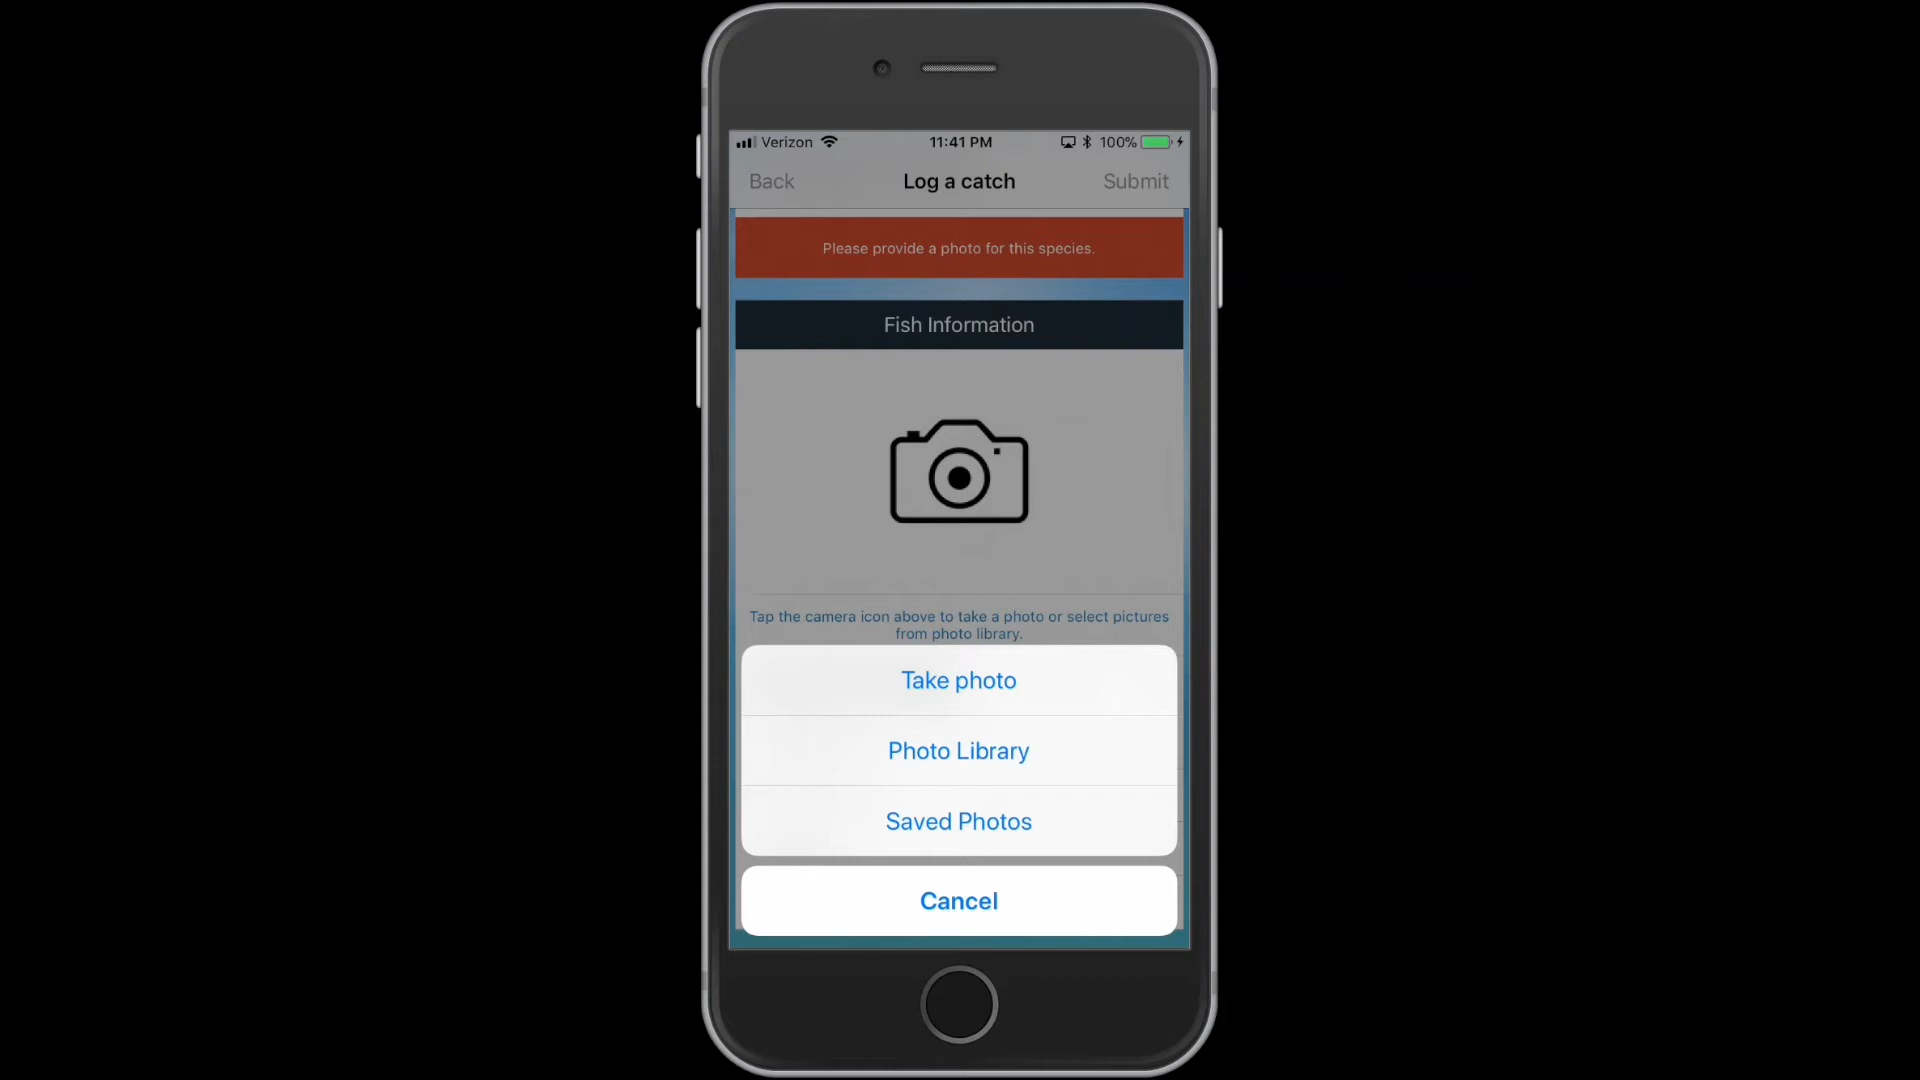 Verizon 11:41 PM 100%
Back Log a catch Submit
Please provide a photo for this species.
Fish Information
Tap the camera icon above to take a photo or select pictures
from photo library.
Take photo
Photo Library
Saved Photos
Cancel